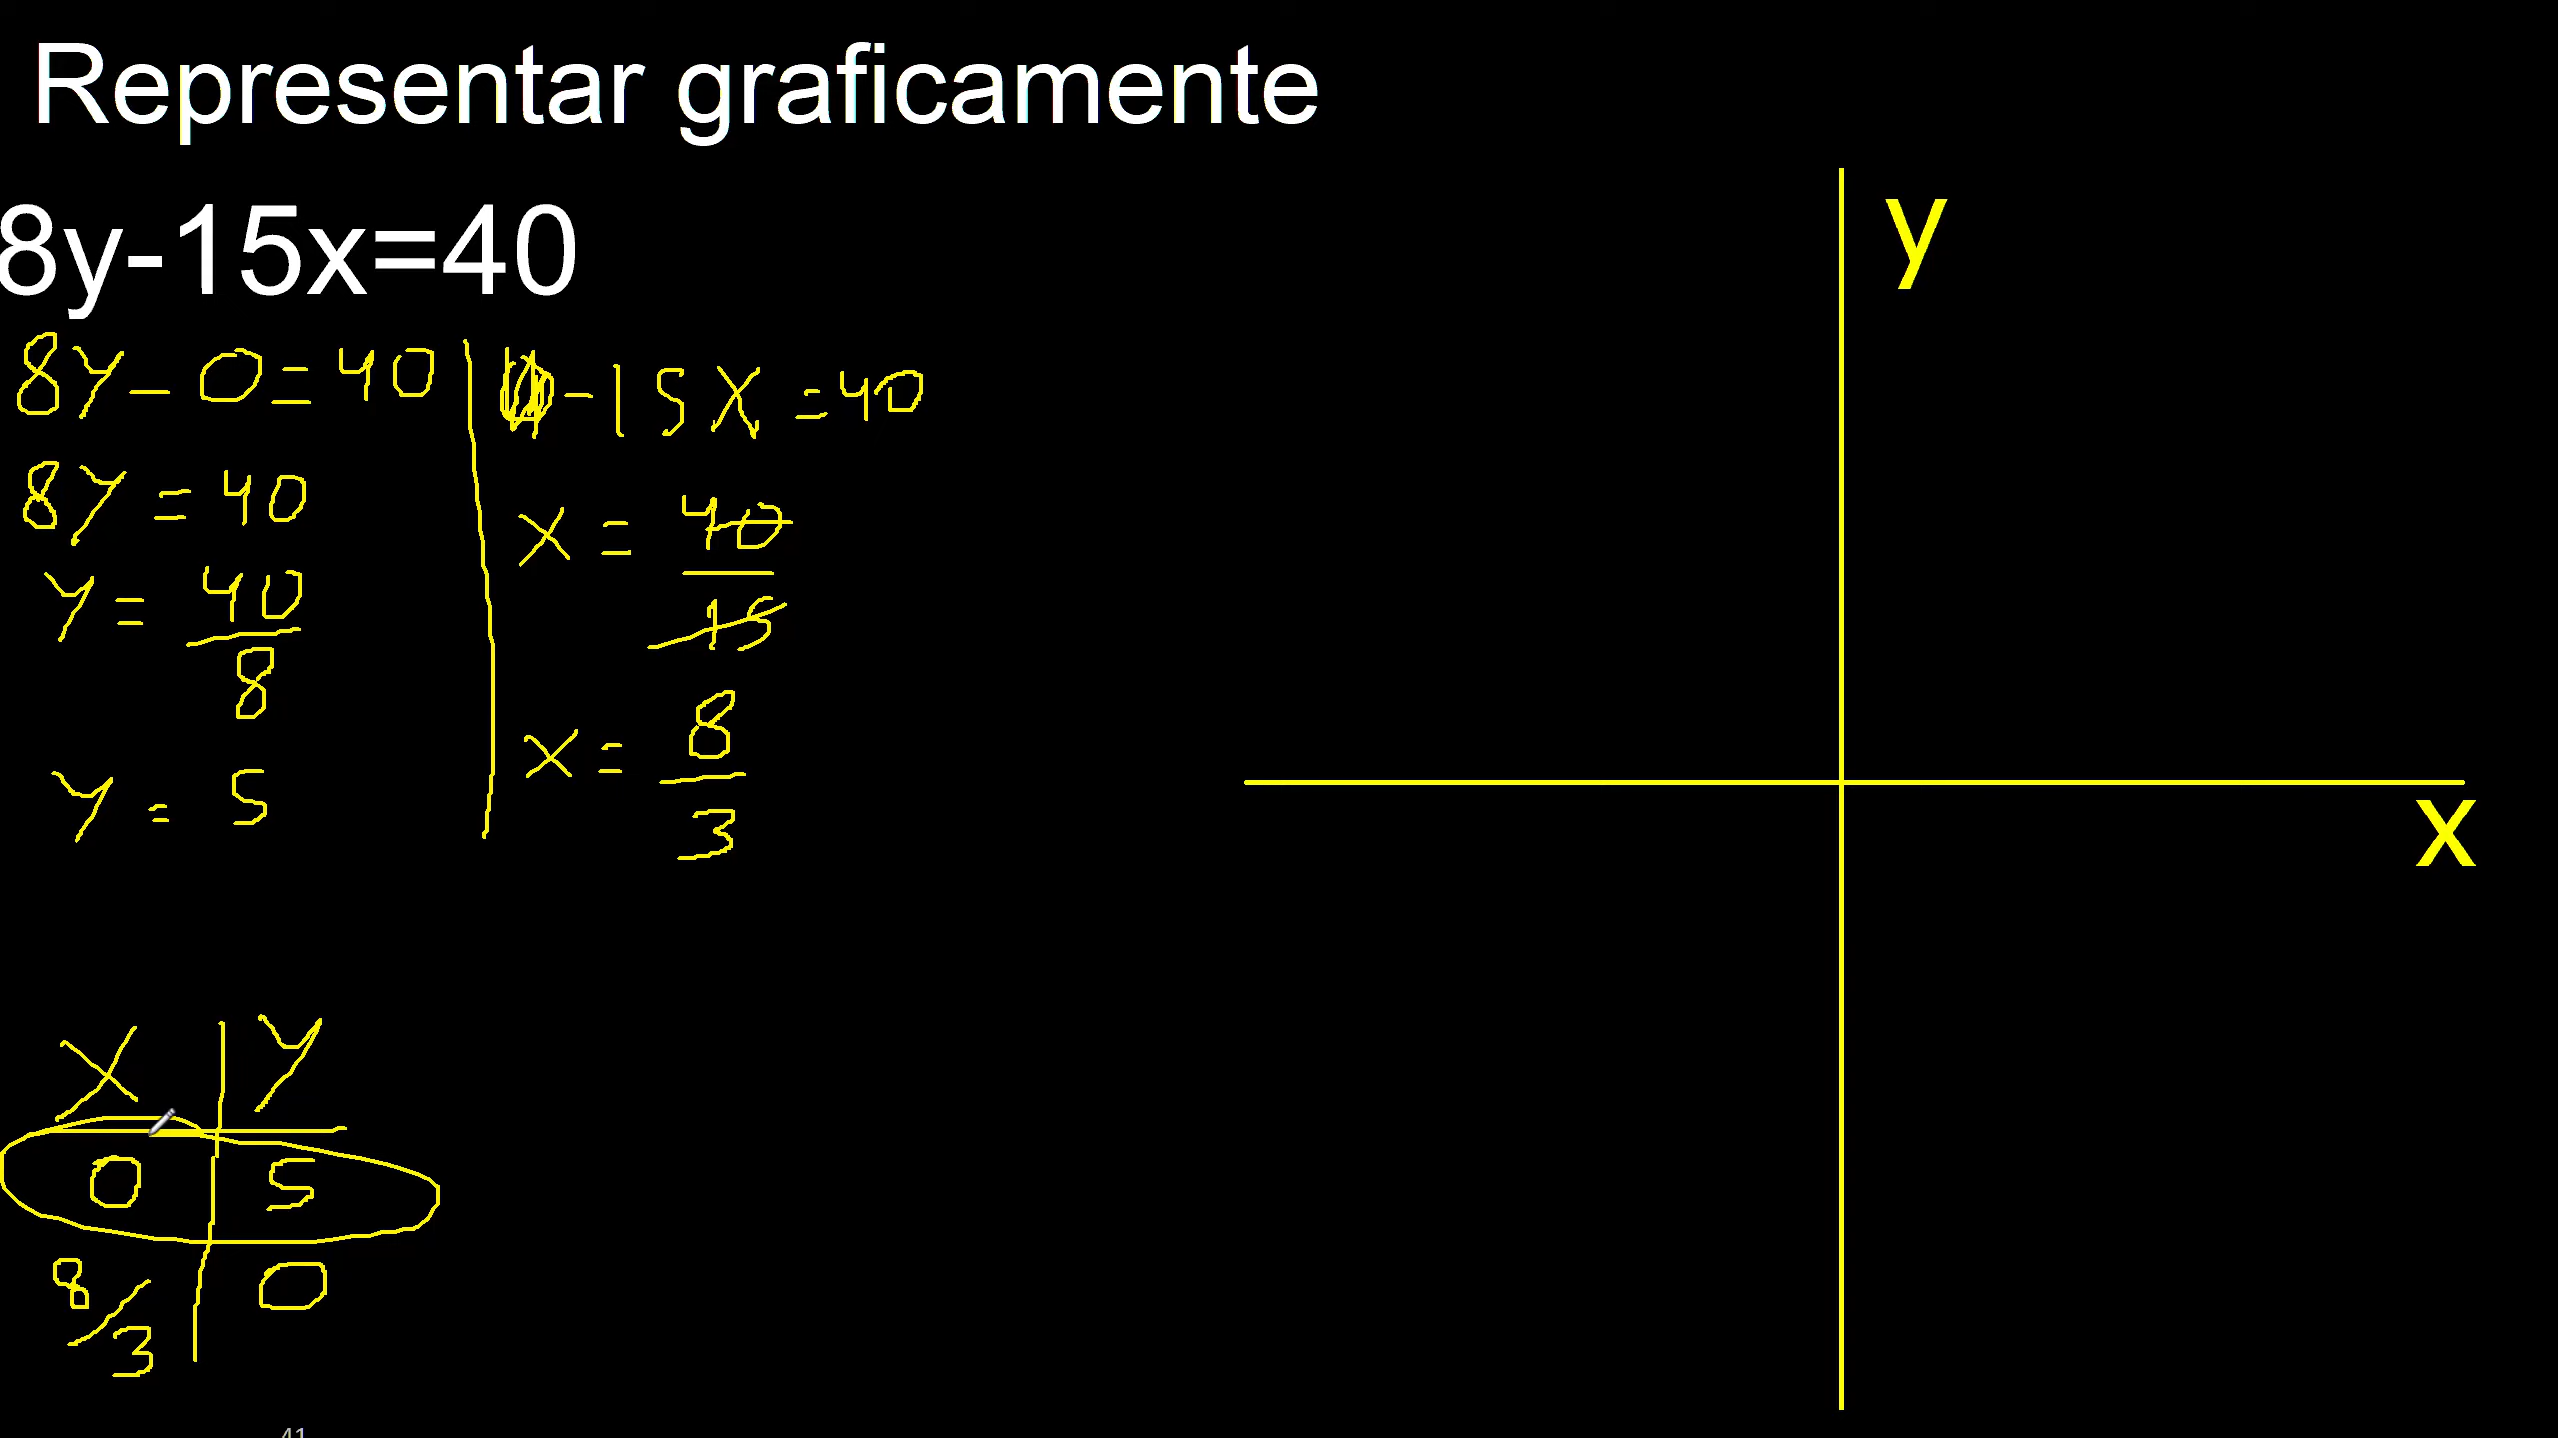 Representar graficamente
8y-15x=40
8y - 0 = 40
8y = 40
y = 40/8
y = 5
-15x = 40
x = 40/-15
x = 8/3
x | y
0 | 5
8/3 | 0
y
x